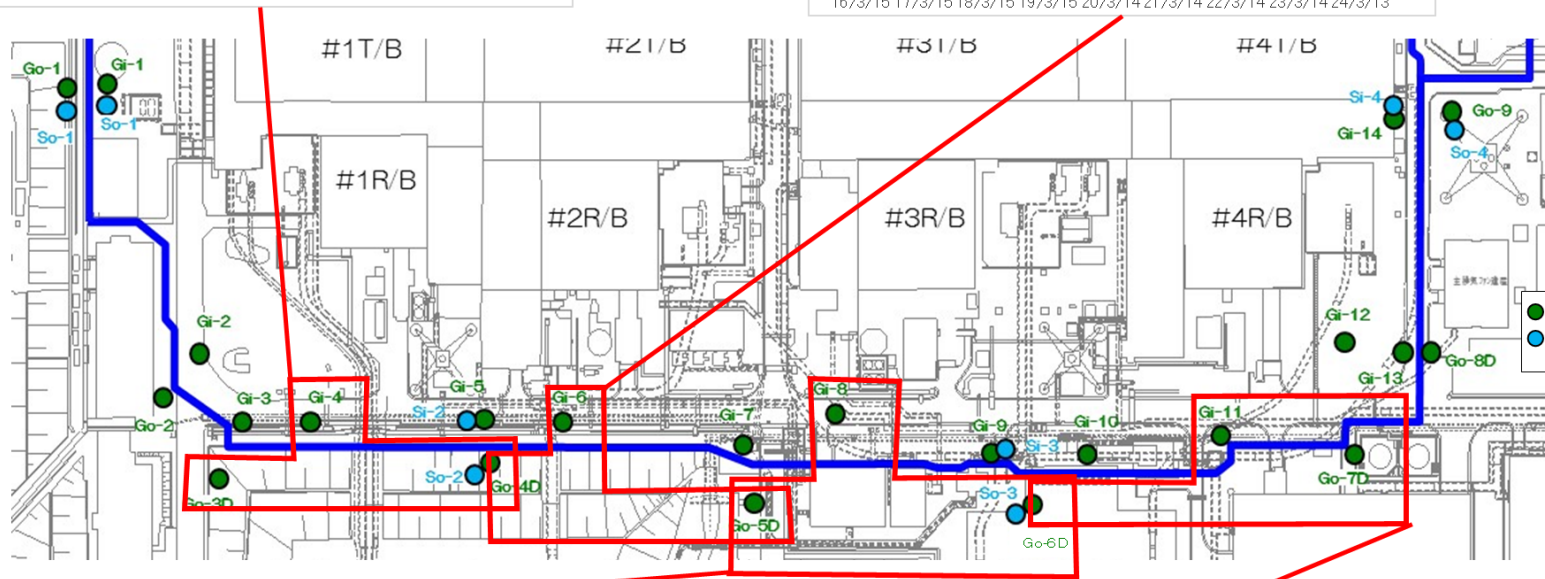 16/3/15 17/3/15 18/3/15 19/3/15 20/3/14 21/3/14 22/3/14 23/3/14 24/3/13
#1T/B
#2T/B
#3T/B
#4T/B
Go-1
Gi-1
So-1
So-1
Si-4
Go-9
Gi-14
So-4
#1R/B
#2R/B
#3R/B
#4R/B
Gi-2
Gi-12
Gi-13
Go-8D
Go-2
Gi-3
Gi-4
Si-2
Gi-5
Gi-6
Gi-7
Gi-8
Gi-9
Si-3
Gi-10
Gi-11
Go-3D
So-2
Go-4D
Go-5D
So-3
Go-6D
Go-7D